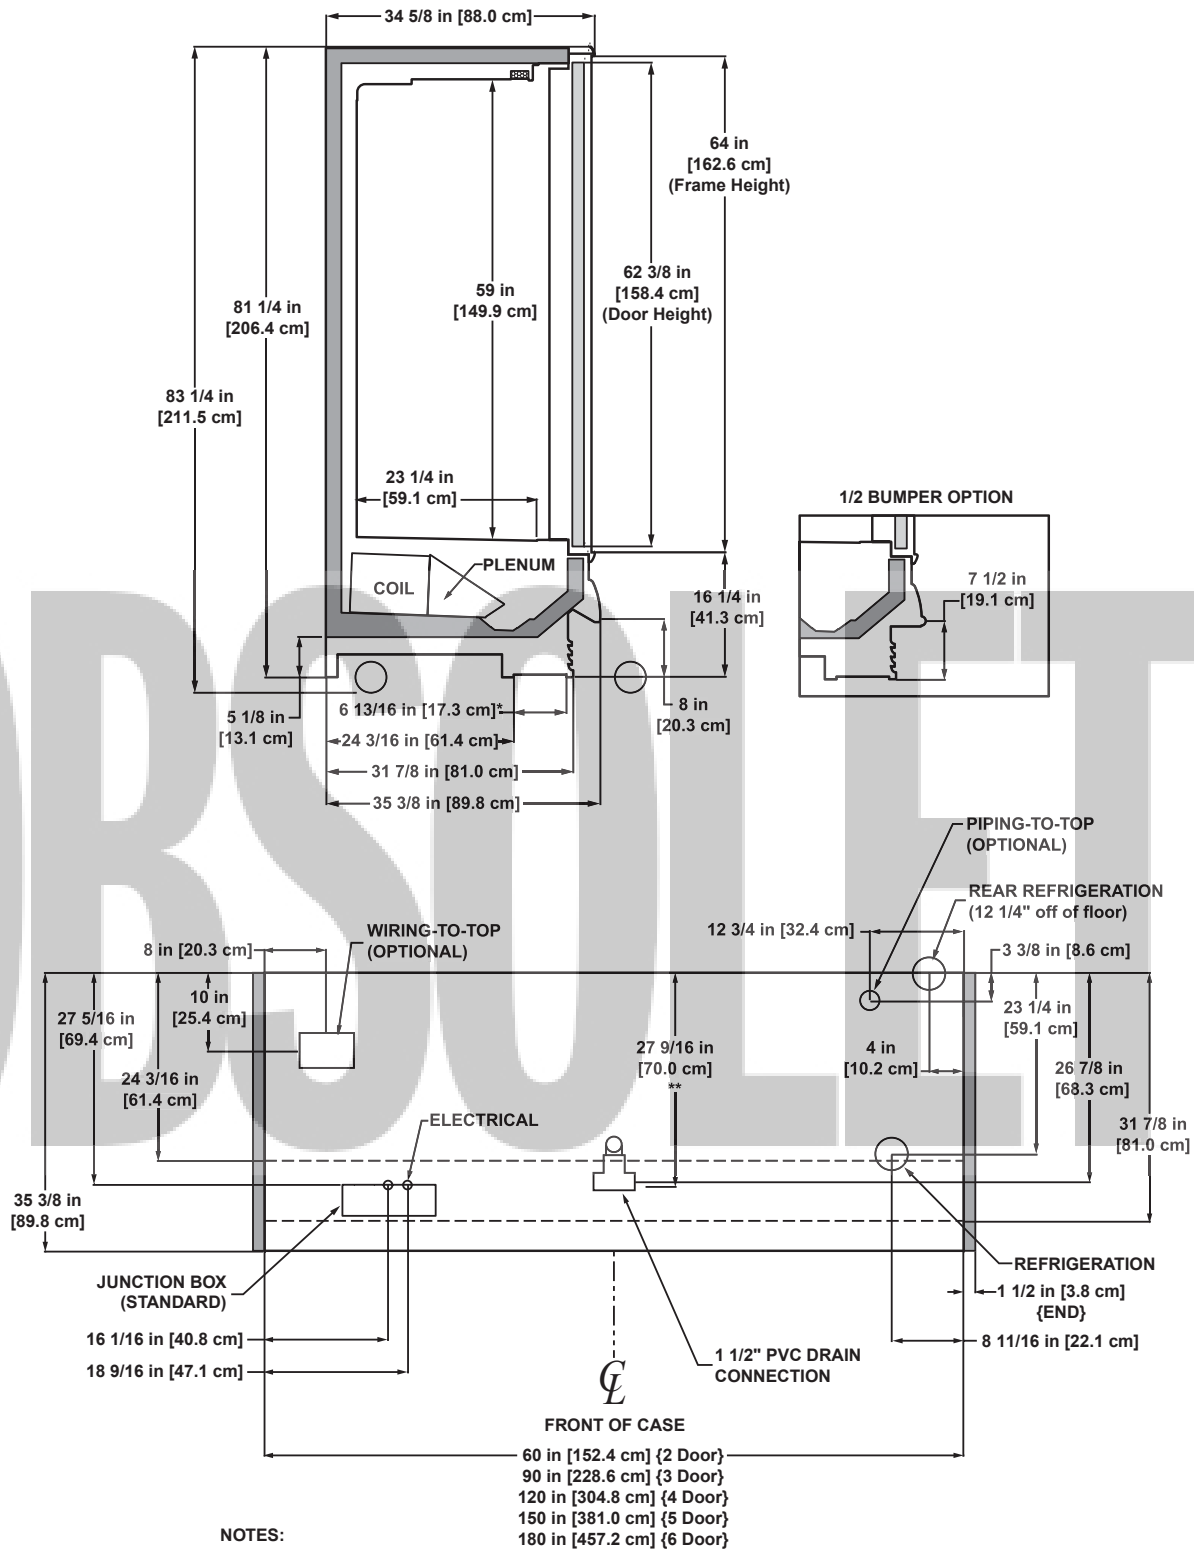 34 5/8 in [88.0 cm]
64 in
[162.6 cm]
(Frame Height)
62 3/8 in
[158.4 cm]
(Door Height)
59 in
[149.9 cm]
81 1/4 in
[206.4 cm]
83 1/4 in
[211.5 cm]
23 1/4 in
[59.1 cm]
1/2 BUMPER OPTION
PLENUM
COIL
7 1/2 in
[19.1 cm]
16 1/4 in
[41.3 cm]
5 1/8 in
[13.1 cm]
6 13/16 in [17.3 cm]*
8 in
[20.3 cm]
24 3/16 in [61.4 cm]
31 7/8 in [81.0 cm]
35 3/8 in [89.8 cm]
OBSOLETE
PIPING-TO-TOP
(OPTIONAL)
REAR REFRIGERATION
(12 1/4" off of floor)
WIRING-TO-TOP
(OPTIONAL)
8 in [20.3 cm]
12 3/4 in [32.4 cm]
3 3/8 in [8.6 cm]
10 in
[25.4 cm]
27 5/16 in
[69.4 cm]
23 1/4 in
[59.1 cm]
27 9/16 in
[70.0 cm]
**
4 in
[10.2 cm]
24 3/16 in
[61.4 cm]
26 7/8 in
[68.3 cm]
ELECTRICAL
31 7/8 in
[81.0 cm]
35 3/8 in
[89.8 cm]
JUNCTION BOX
(STANDARD)
REFRIGERATION
1 1/2 in [3.8 cm]
{END}
16 1/16 in [40.8 cm]
8 11/16 in [22.1 cm]
18 9/16 in [47.1 cm]
1 1/2" PVC DRAIN
CONNECTION
CL
FRONT OF CASE
60 in [152.4 cm] {2 Door}
90 in [228.6 cm] {3 Door}
120 in [304.8 cm] {4 Door}
150 in [381.0 cm] {5 Door}
180 in [457.2 cm] {6 Door}
NOTES: